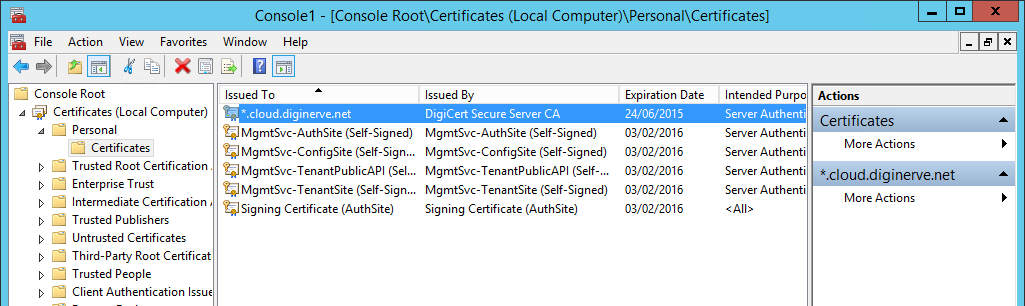 Console1 - [Console Root\Certificates (Local Computer)\Personal\Certificates]
File Action View Favorites Window Help
Console Root
Certificates (Local Computer)
Personal
Certificates
Trusted Root Certification
Enterprise Trust
Intermediate Certification
Trusted Publishers
Untrusted Certificates
Third-Party Root Certificat
Trusted People
Client Authentication Issue
Issued To Issued By Expiration Date Intended Purpo
*.cloud.diginerve.net DigiCert Secure Server CA 24/06/2015 Server Authenti
MgmtSvc-AuthSite (Self-Signed) MgmtSvc-AuthSite (Self-Signed) 03/02/2016 Server Authenti
MgmtSvc-ConfigSite (Self-Sign... MgmtSvc-ConfigSite (Self-Signed) 03/02/2016 Server Authenti
MgmtSvc-TenantPublicAPI (Self... MgmtSvc-TenantPublicAPI (Self-S... 03/02/2016 Server Authenti
MgmtSvc-TenantSite (Self-Sign... MgmtSvc-TenantSite (Self-Signed) 03/02/2016 Server Authenti
Signing Certificate (AuthSite) Signing Certificate (AuthSite) 03/02/2016 <All>
Actions
Certificates
More Actions
*.cloud.diginerve.net
More Actions